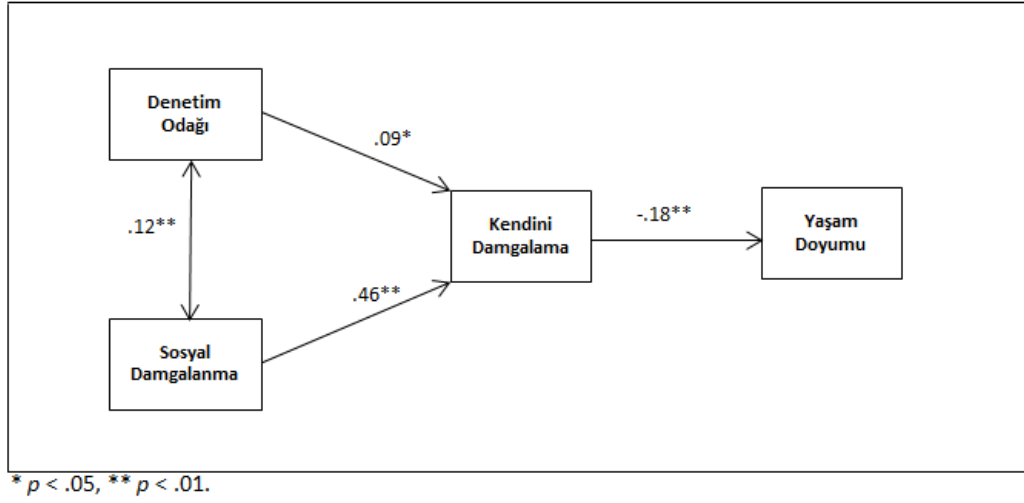 Denetim
Odağı
.09*
.12**
Kendini
Damgalama
-.18**
Yaşam
Doyumu
.46**
Sosyal
Damgalanma
* p < .05, ** p < .01.